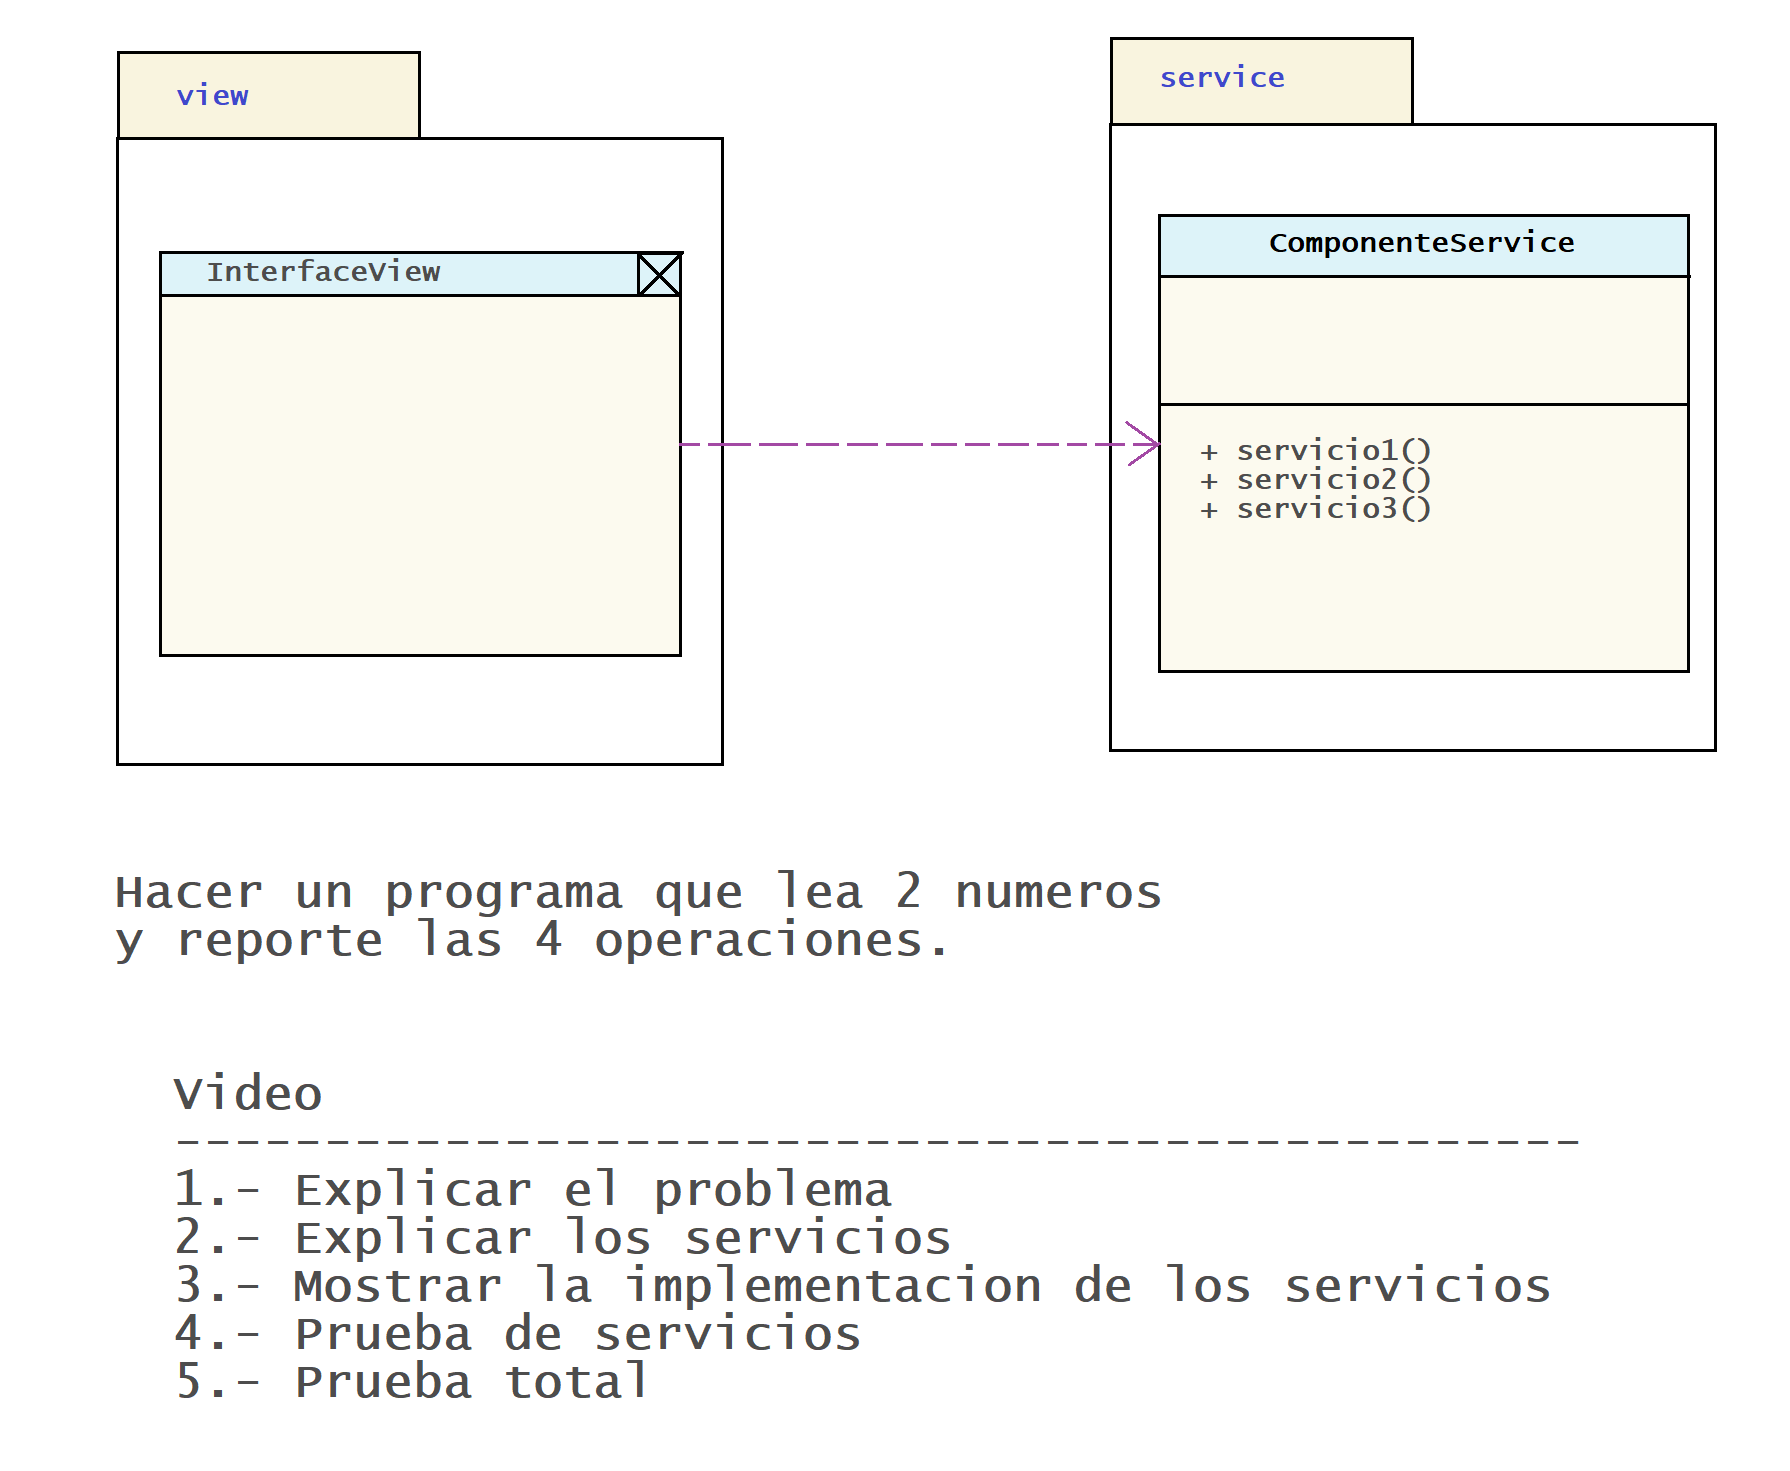 view
service
InterfaceView
ComponenteService
+ servicio1()
+ servicio2()
+ servicio3()
Hacer un programa que lea 2 numeros
y reporte las 4 operaciones.
Video
-----------------------------------------------
1.- Explicar el problema
2.- Explicar los servicios
3.- Mostrar la implementacion de los servicios
4.- Prueba de servicios
5.- Prueba total